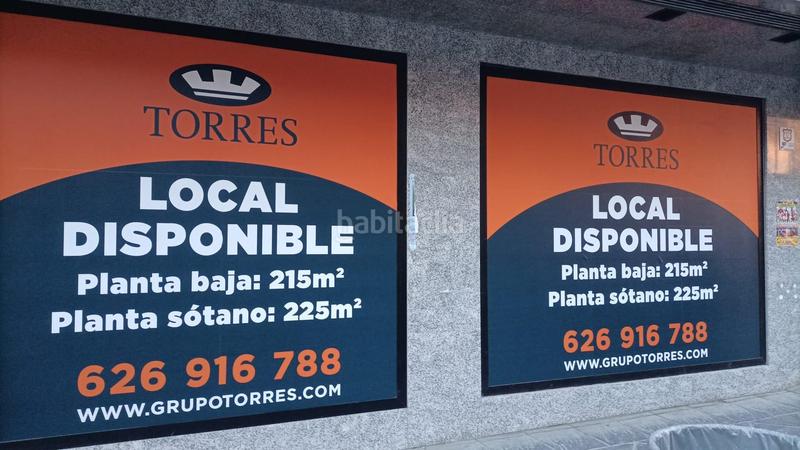 TORRES
LOCAL
DISPONIBLE
Planta baja: 215m²
Planta sótano: 225m²
626 916 788
WWW.GRUPOTORRES.COM
habitaclia
TORRES
LOCAL
DISPONIBLE
Planta baja: 215m²
Planta sótano: 225m²
626 916 788
WWW.GRUPOTORRES.COM